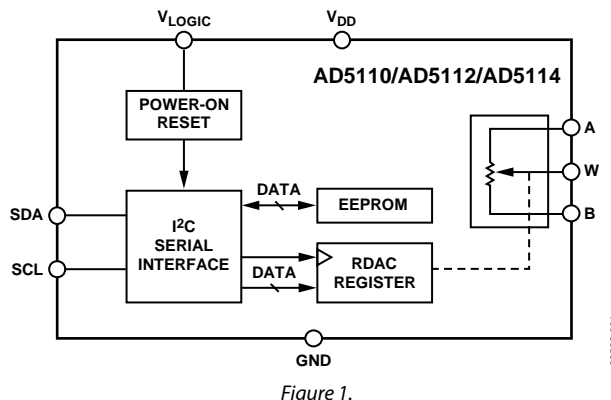 VLOGIC
VDD
AD5110/AD5112/AD5114
POWER-ON
RESET
A
W
B
DATA
EEPROM
SDA
I2C
SERIAL
INTERFACE
SCL
DATA
RDAC
REGISTER
GND
Figure 1.